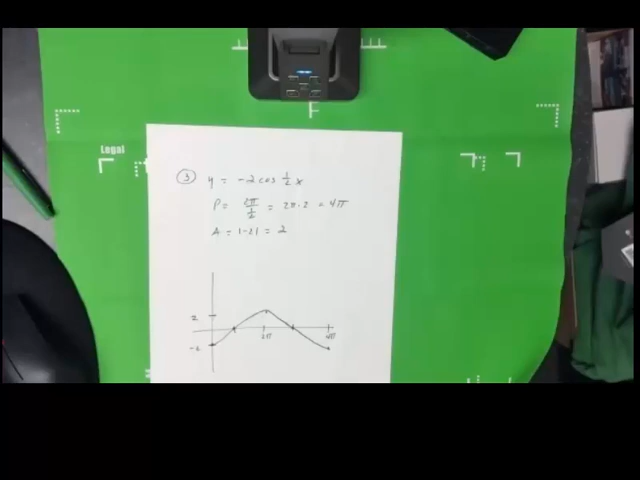 Legal
③ y = -2 cos 1/2 x
P = 2π / 1/2 = 2π·2 = 4π
A = |-2| = 2
2
-2
2π
4π